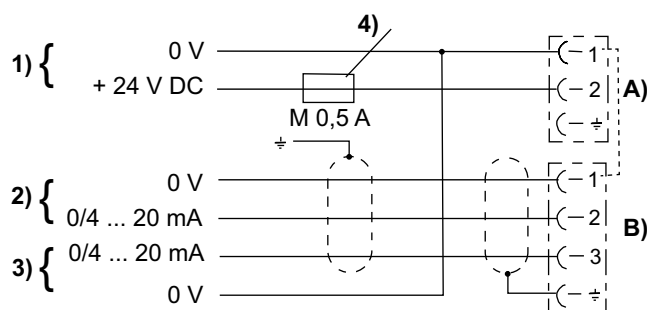 4)
1) { 0 V 1
+ 24 V DC 2 A)
M 0,5 A
2) { 0 V 1
0/4 ... 20 mA 2 B)
3) { 0/4 ... 20 mA 3
0 V